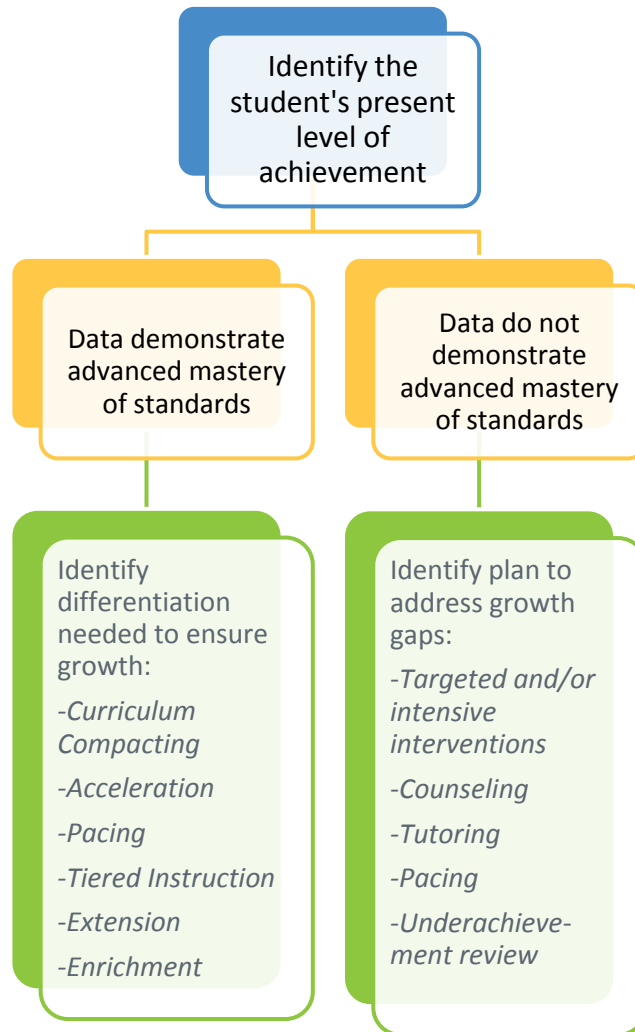 Identify the
student's present
level of
achievement
Data demonstrate
advanced mastery
of standards
Data do not
demonstrate
advanced mastery
of standards
Identify
differentiation
needed to ensure
growth:
-Curriculum
Compacting
-Acceleration
-Pacing
-Tiered Instruction
-Extension
-Enrichment
Identify plan to
address growth
gaps:
-Targeted and/or
intensive
interventions
-Counseling
-Tutoring
-Pacing
-Underachieve-
ment review